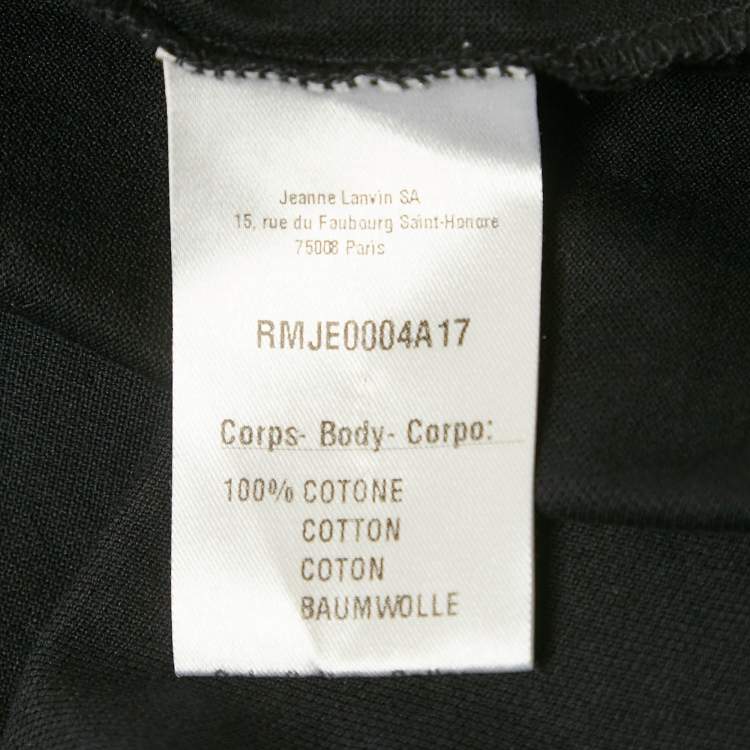 Jeanne Lanvin SA
15, rue du Faubourg Saint-Honore
75008 Paris
RMJE0004A17
Corps- Body- Corpo:
100% COTONE
COTTON
COTON
BAUMWOLLE